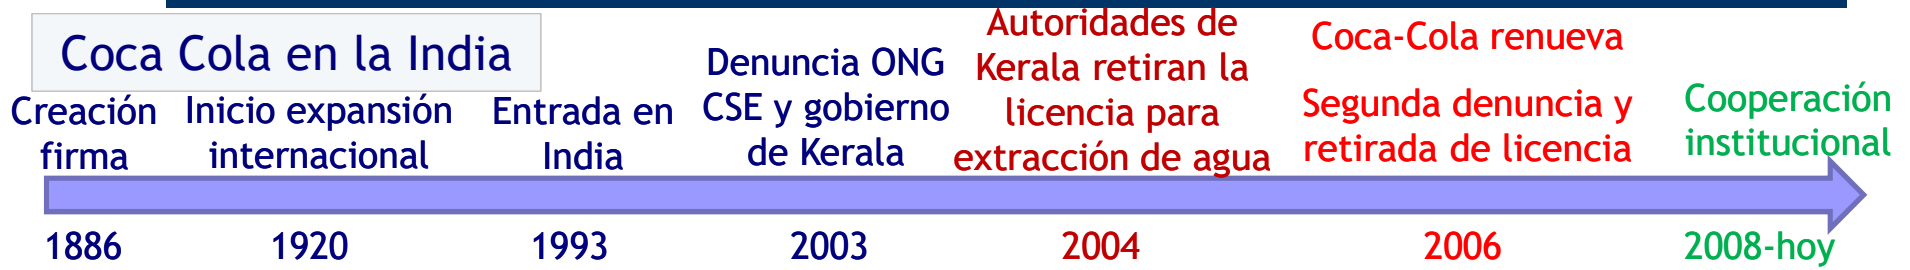 Coca Cola en la India
Creación
firma
Inicio expansión
internacional
Entrada en
India
Denuncia ONG
CSE y gobierno
de Kerala
Autoridades de
Kerala retiran la
licencia para
extracción de agua
Coca-Cola renueva
Segunda denuncia y
retirada de licencia
Cooperación
institucional
1886
1920
1993
2003
2004
2006
2008-hoy